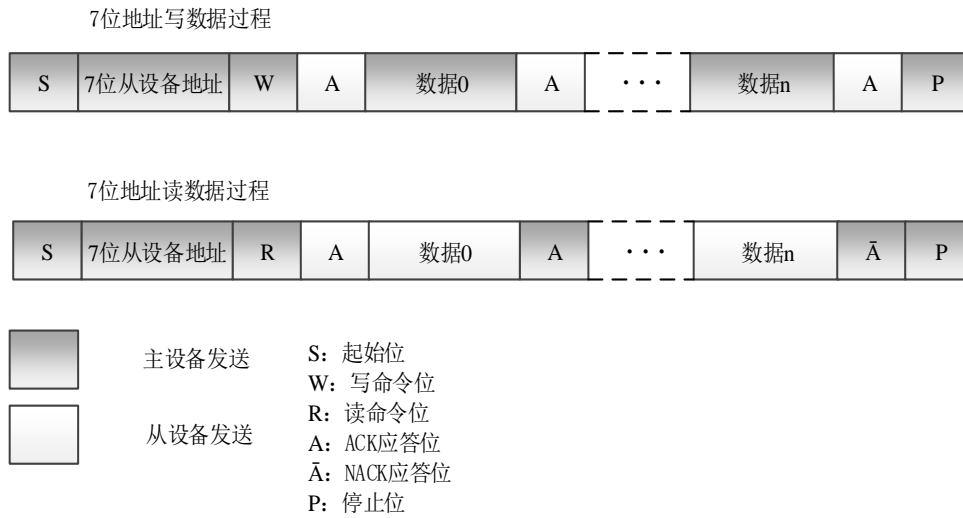 7位地址写数据过程
S 7位从设备地址 W A 数据0 A ··· 数据n A P
7位地址读数据过程
S 7位从设备地址 R A 数据0 A ··· 数据n Ā P
主设备发送
从设备发送
S：起始位
W：写命令位
R：读命令位
A：ACK应答位
Ā：NACK应答位
P：停止位